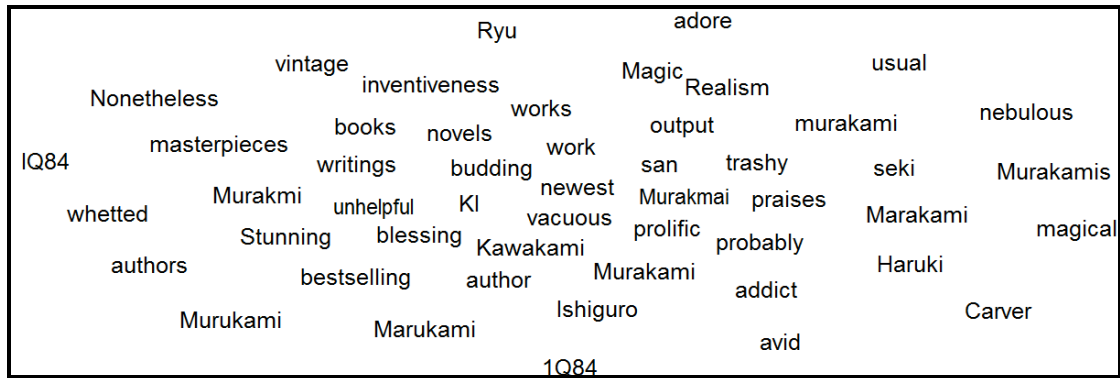 Ryu
adore
vintage
usual
Magic
inventiveness
Realism
Nonetheless
works
nebulous
books
novels
output
murakami
masterpieces
work
IQ84
writings
budding
san
trashy
seki
Murakamis
newest
Murakmi
unhelpful
KI
Murakmai
praises
whetted
vacuous
Marakami
prolific
magical
Stunning
blessing
Kawakami
probably
authors
Haruki
bestselling
author
Murakami
addict
Ishiguro
Carver
Murukami
Marukami
avid
1Q84